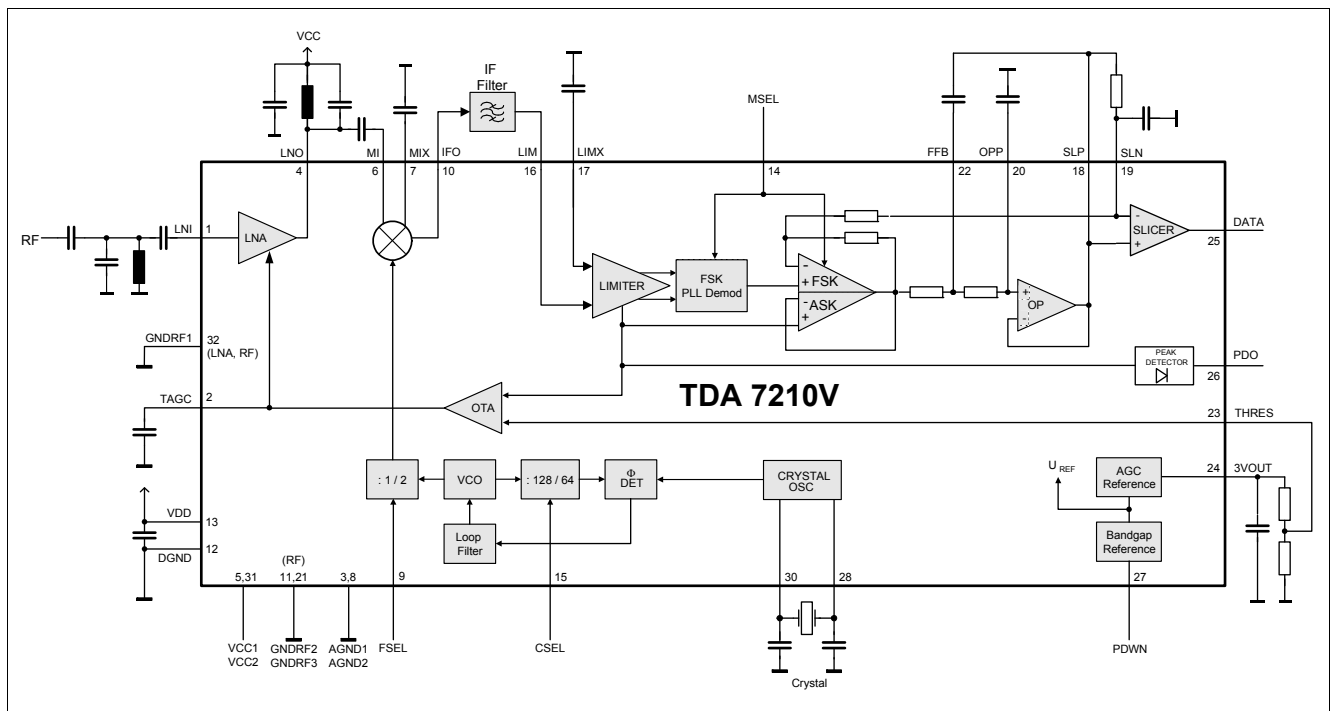 VCC
IF
Filter
MSEL
LNO
MI
MIX
IFO
LIM
LIMX
FFB
OPP
SLP
SLN
4
6
7
10
16
17
14
22
20
18
19
RF
LNI
1
LNA
LIMITER
FSK
PLL Demod
-
+ FSK
- ASK
+
+
OP
-
-
SLICER
+
DATA
25
GNDRF1
32
(LNA, RF)
TAGC
2
OTA
TDA 7210V
PEAK
DETECTOR
PDO
26
23
THRES
: 1 / 2
VCO
: 128 / 64
Φ
DET
CRYSTAL
OSC
U REF
AGC
Reference
24
3VOUT
VDD
13
12
DGND
Loop
Filter
Bandgap
Reference
(RF)
5,31
11,21
3,8
9
15
30
28
27
VCC1
VCC2
GNDRF2
GNDRF3
AGND1
AGND2
FSEL
CSEL
Crystal
PDWN